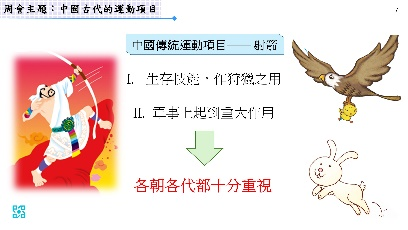 周會主題：中國古代的運動項目
中國傳統運動項目—— 射箭
I. 生存技能，作狩獵之用
II. 軍事上起到重大作用
各朝各代都十分重視